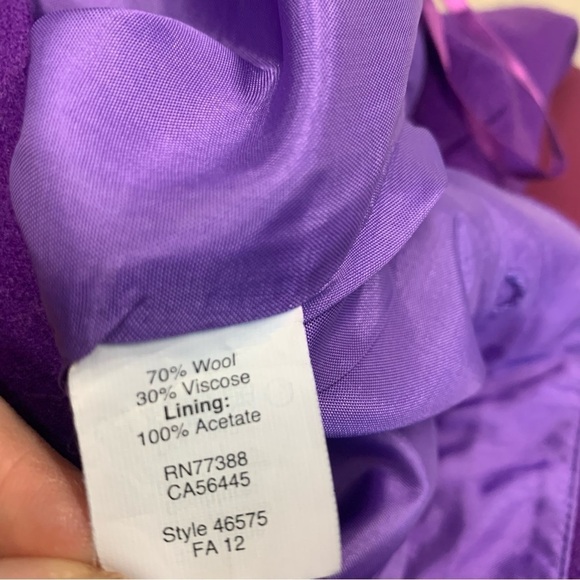 70% Wool
30% Viscose
Lining:
100% Acetate
RN77388
CA56445
Style 46575
FA 12